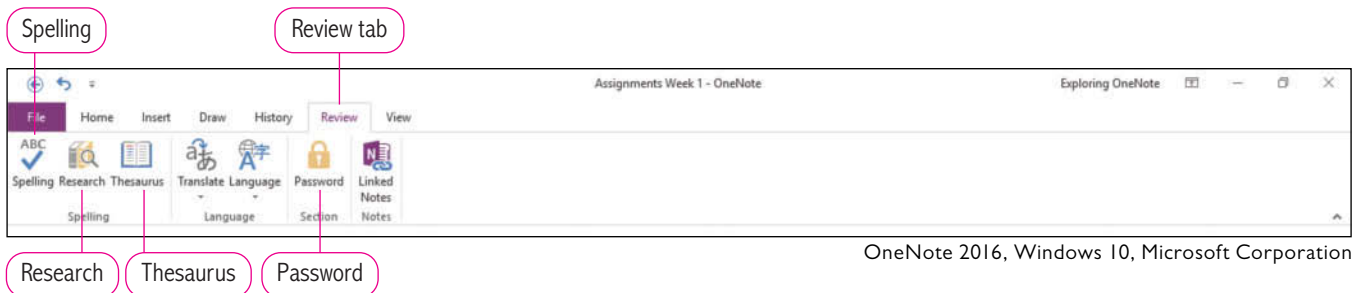 Spelling Review tab
Assignments Week 1 - OneNote Exploring OneNote
File Home Insert Draw History Review View
ABC
Spelling Research Thesaurus Translate Language Password Linked
Notes
Spelling Language Section Notes
OneNote 2016, Windows 10, Microsoft Corporation
Research Thesaurus Password